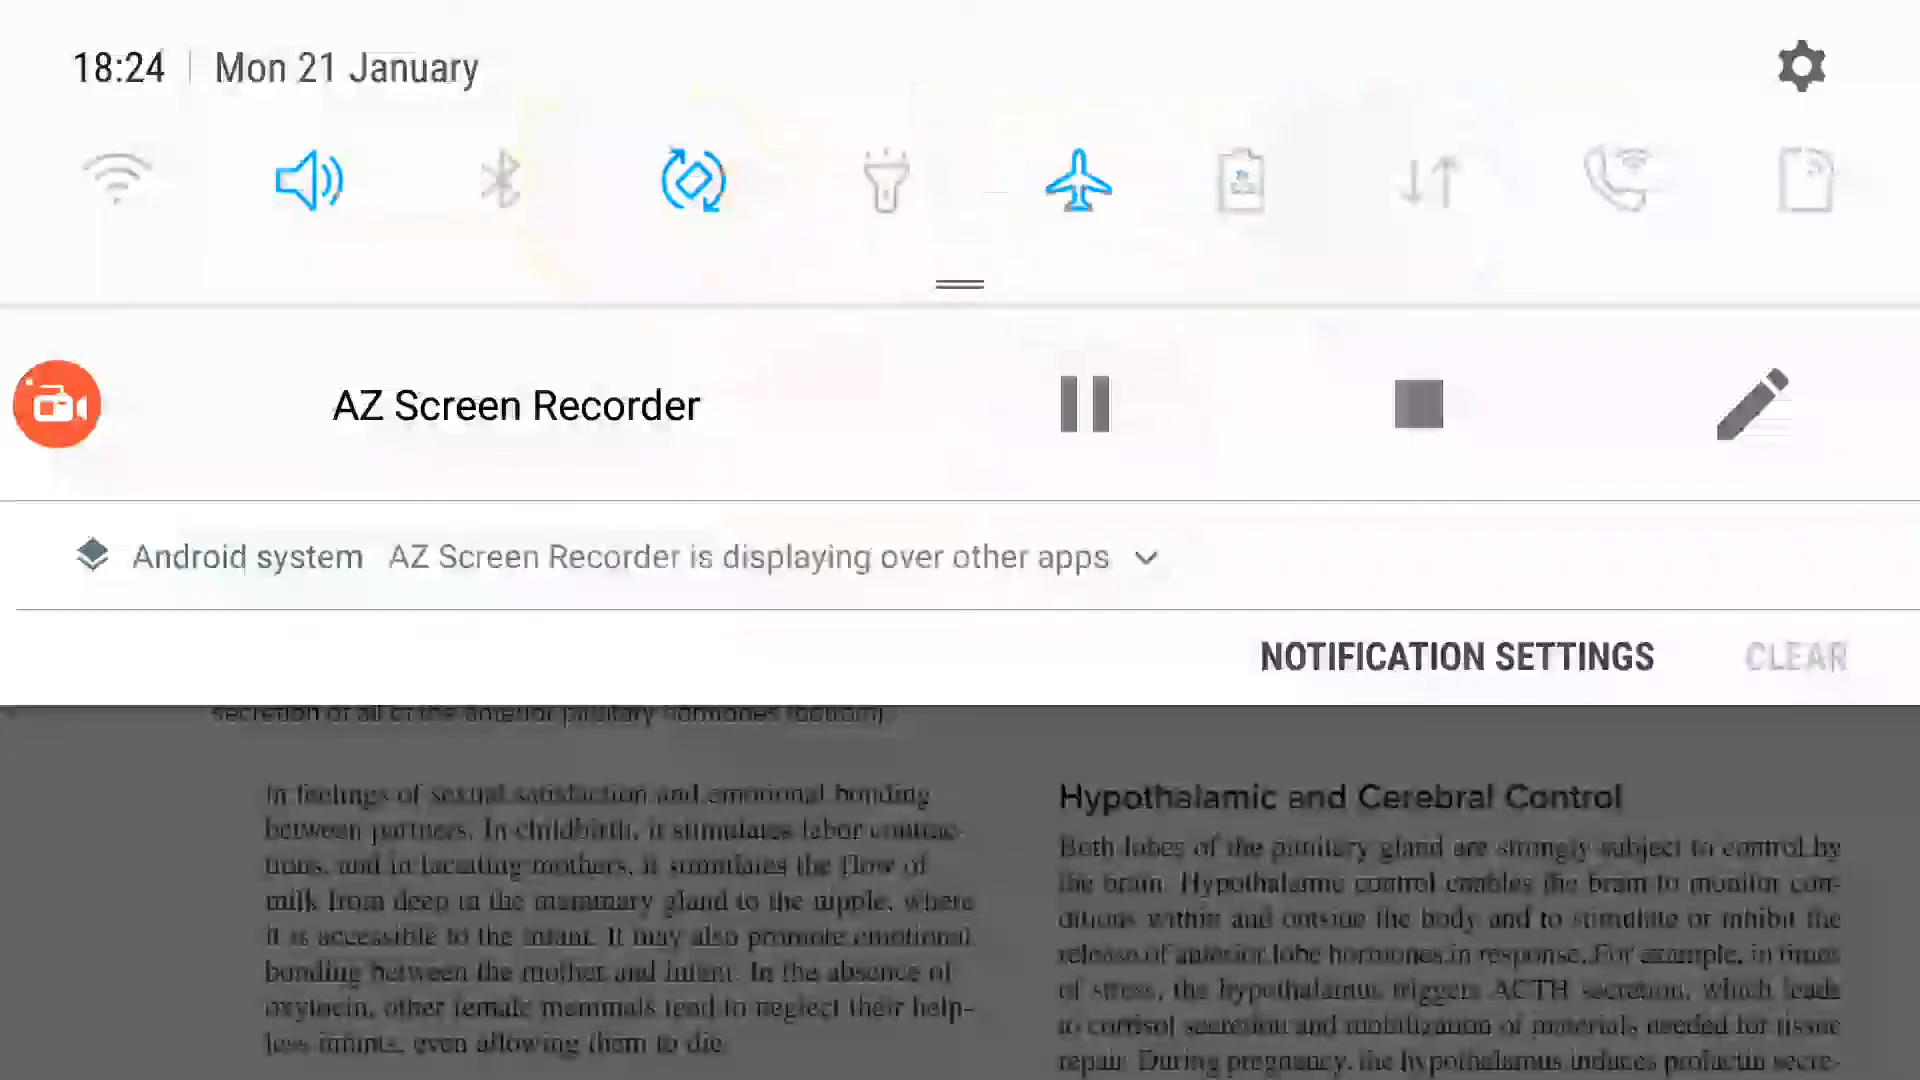 18:24 Mon 21 January
AZ Screen Recorder
Android system AZ Screen Recorder is displaying over other apps
NOTIFICATION SETTINGS CLEAR
secretion of all of the anterior pituitary hormones (bottom).
in feelings of sexual satisfaction and emotional bonding
between partners. In childbirth, it stimulates labor contrac-
tions, and in lactating mothers, it stimulates the flow of
milk from deep in the mammary gland to the nipple, where
it is accessible to the infant. It may also promote emotional
bonding between the mother and infant. In the absence of
oxytocin, other female mammals tend to neglect their help-
less infants, even allowing them to die.
Hypothalamic and Cerebral Control
Both lobes of the pituitary gland are strongly subject to control by
the brain. Hypothalamic control enables the brain to monitor con-
ditions within and outside the body and to stimulate or inhibit the
release of anterior lobe hormones in response. For example, in times
of stress, the hypothalamus triggers ACTH secretion, which leads
to cortisol secretion and mobilization of materials needed for tissue
repair. During pregnancy, the hypothalamus induces prolactin secre-